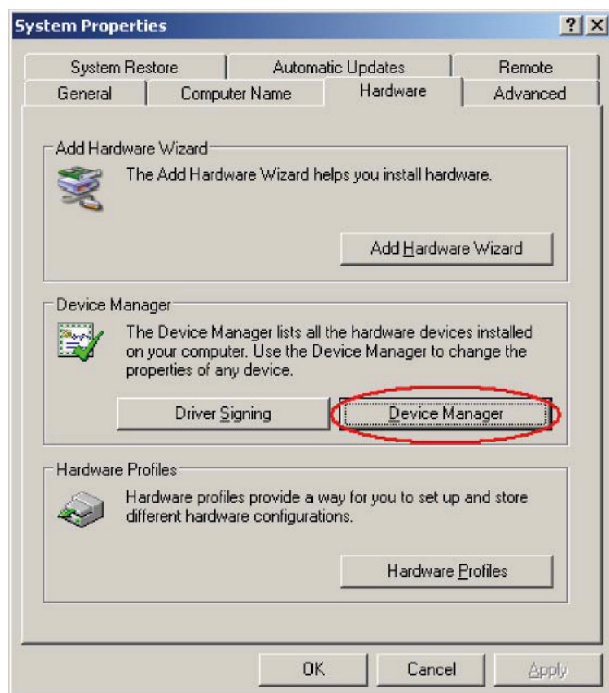 System Properties
System Restore Automatic Updates Remote
General Computer Name Hardware Advanced
Add Hardware Wizard
The Add Hardware Wizard helps you install hardware.
Add Hardware Wizard
Device Manager
The Device Manager lists all the hardware devices installed
on your computer. Use the Device Manager to change the
properties of any device.
Driver Signing Device Manager
Hardware Profiles
Hardware profiles provide a way for you to set up and store
different hardware configurations.
Hardware Profiles
OK Cancel Apply